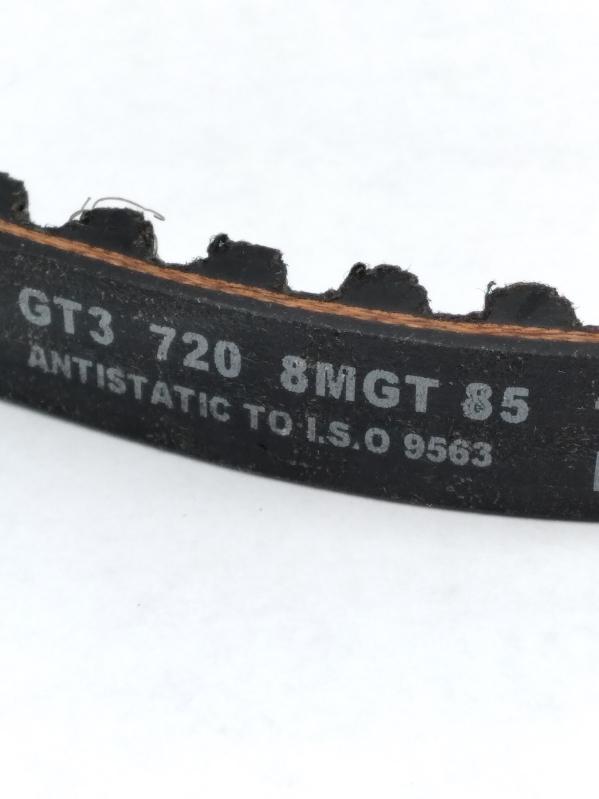 GT3 720 8MGT 85
ANTISTATIC TO I.S.O 9563